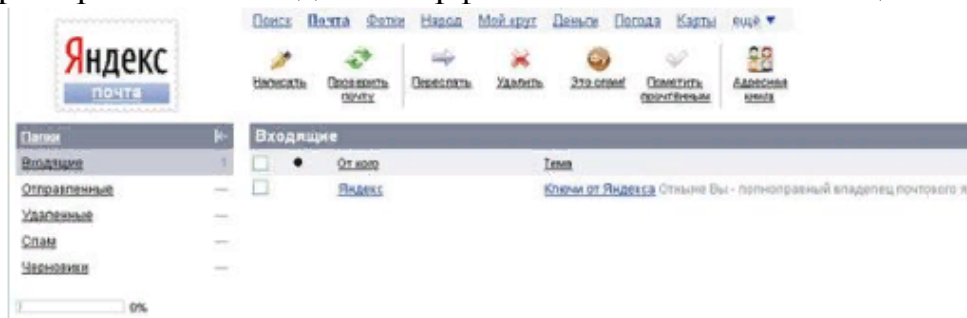 Поиск Почта Фотки Народ Мой круг Деньги Погода Карты ещё ▼
Яндекс
почта
Написать Проверить почту Переслать Удалить Это спам! Пометить прочтённым Адресная книга
Папки
Входящие
Входящие 1
От кого Тема
Отправленные —
Яндекс Ключи от Яндекса Отныне Вы - полноправный владелец почтового я
Удаленные —
Спам —
Черновики —
0%